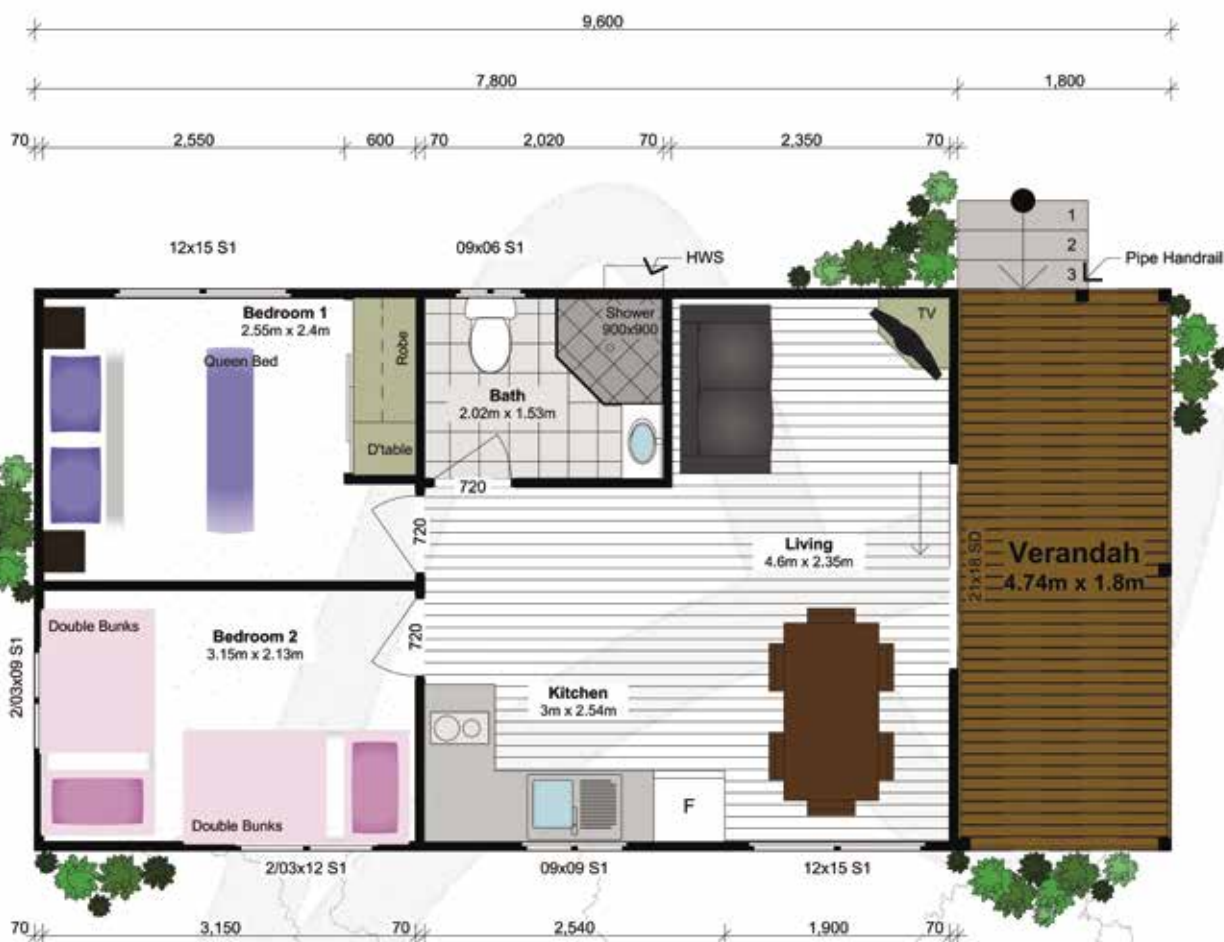 9,600
7,800
1,800
70
2,550
600
70
2,020
70
2,350
70
12x15 S1
09x06 S1
HWS
1
2
3
Pipe Handrail
Bedroom 1
2.55m x 2.4m
Queen Bed
Robe
D'table
Shower
900x900
Bath
2.02m x 1.53m
TV
720
720
720
Living
4.6m x 2.35m
21x18 SD
Verandah
4.74m x 1.8m
Double Bunks
Bedroom 2
3.15m x 2.13m
2/03x09 S1
Kitchen
3m x 2.54m
F
Double Bunks
2/03x12 S1
09x09 S1
12x15 S1
70
3,150
70
2,540
1,900
70